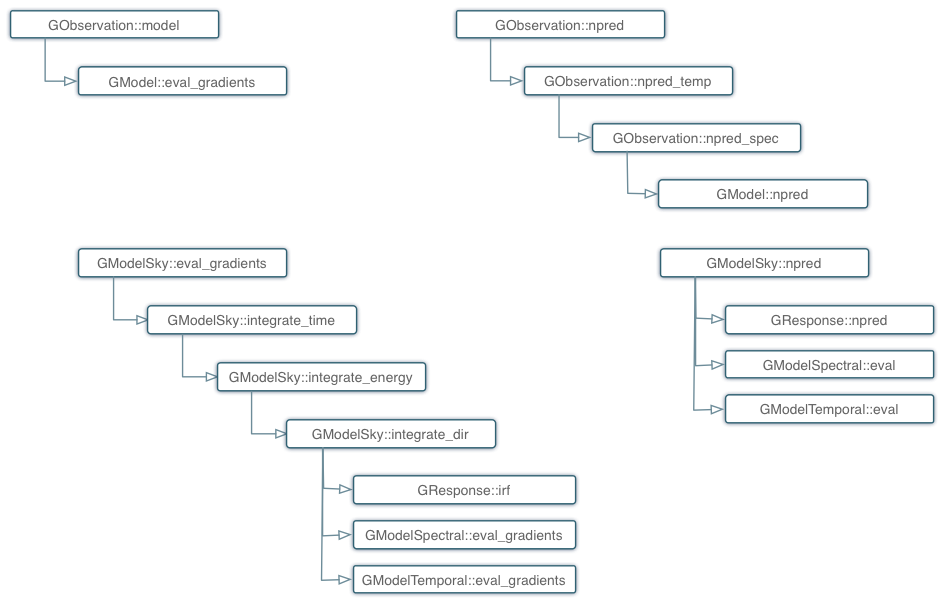 GObservation::model
GModel::eval_gradients
GObservation::npred
GObservation::npred_temp
GObservation::npred_spec
GModel::npred
GModelSky::eval_gradients
GModelSky::integrate_time
GModelSky::integrate_energy
GModelSky::integrate_dir
GResponse::irf
GModelSpectral::eval_gradients
GModelTemporal::eval_gradients
GModelSky::npred
GResponse::npred
GModelSpectral::eval
GModelTemporal::eval